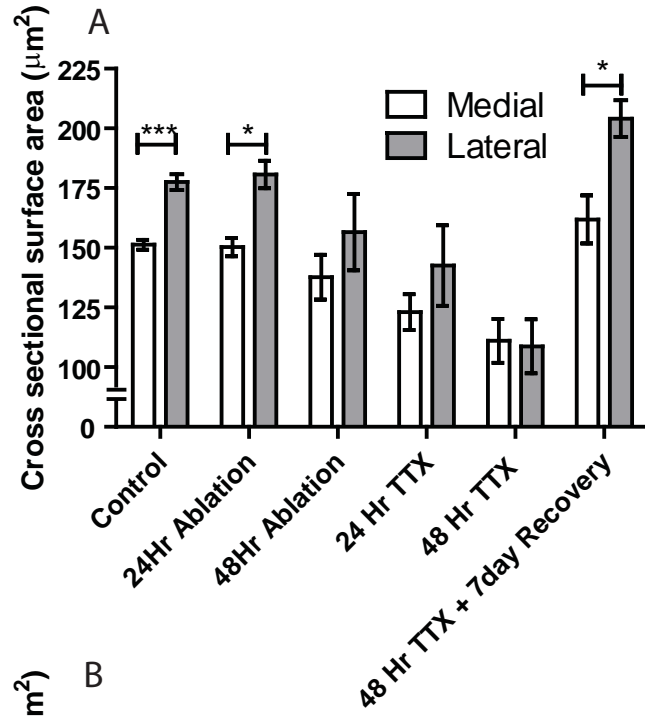 A
Cross sectional surface area (μm²)
225
200
175
150
125
100
0
***
*
*
Medial
Lateral
Control
24Hr Ablation
48Hr Ablation
24 Hr TTX
48 Hr TTX
48 Hr TTX + 7day Recovery
B
m²)